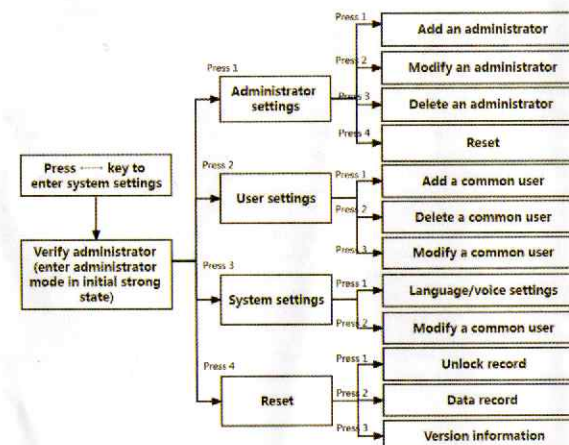 Press ---- key to
enter system settings
Verify administrator
(enter administrator
mode in initial strong
state)
Press 1
Administrator
settings
Press 1
Add an administrator
Press 2
Modify an administrator
Press 3
Delete an administrator
Press 4
Reset
Press 2
User settings
Press 1
Add a common user
Press 2
Delete a common user
Press 3
Modify a common user
Press 3
System settings
Press 1
Language/voice settings
Press 2
Modify a common user
Press 4
Reset
Press 1
Unlock record
Press 2
Data record
Press 3
Version information